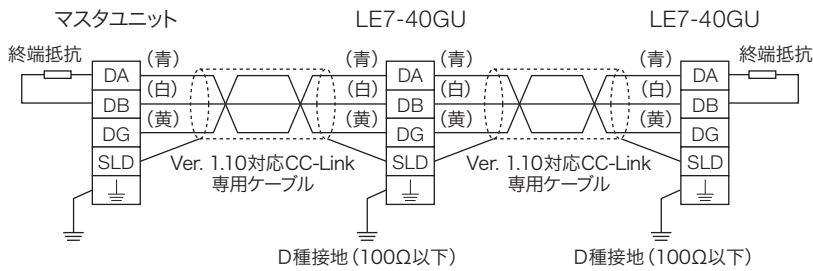 マスタユニット
LE7-40GU
LE7-40GU
終端抵抗
DA
DB
DG
SLD
(青)
(白)
(黄)
(青)
(白)
(黄)
DA
DB
DG
SLD
(青)
(白)
(黄)
(青)
(白)
(黄)
DA
DB
DG
SLD
終端抵抗
Ver. 1.10対応CC-Link
専用ケーブル
Ver. 1.10対応CC-Link
専用ケーブル
D種接地(100Ω以下)
D種接地(100Ω以下)